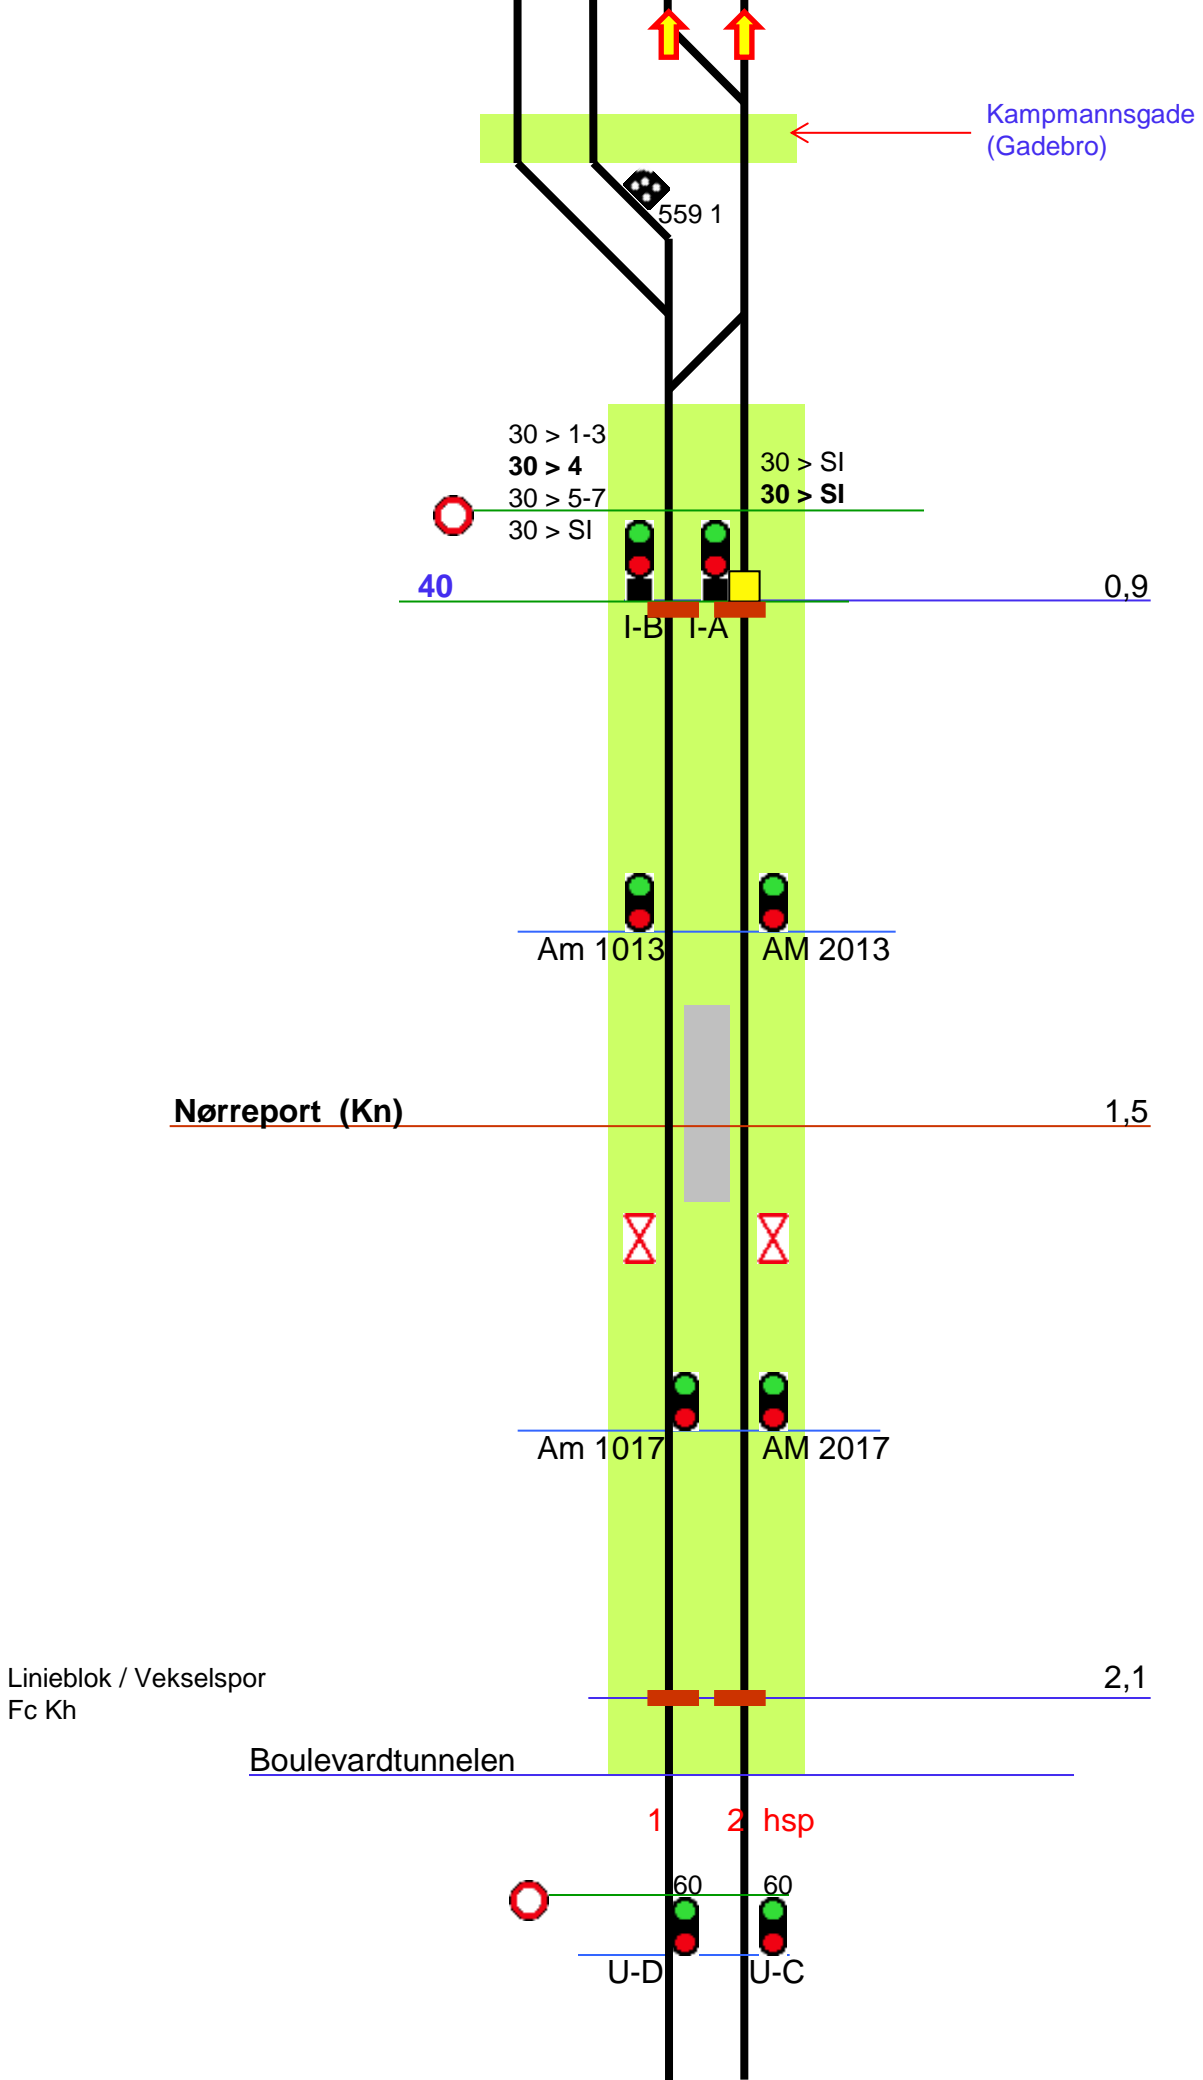 Kampmannsgade
(Gadebro)
559 1
30 > 1-3
30 > 4
30 > 5-7
30 > SI
30 > SI
30 > SI
40
0,9
I-B
I-A
Am 1013
AM 2013
Nørreport (Kn)
1,5
Am 1017
AM 2017
Linieblok / Vekselspor
Fc Kh
2,1
Boulevardtunnelen
1
2 hsp
60
60
U-D
U-C